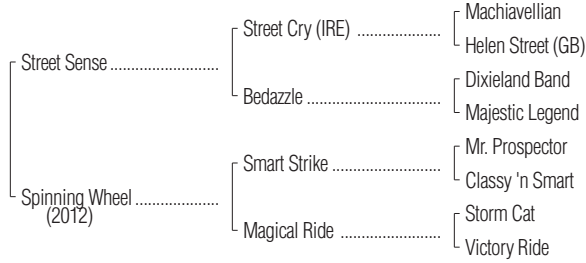 Machiavellian
Street Cry (IRE) ....................
Helen Street (GB)
Street Sense ..........................
Dixieland Band
Bedazzle ................................
Majestic Legend
Mr. Prospector
Smart Strike ..........................
Classy 'n Smart
Spinning Wheel ....................
(2012)
Storm Cat
Magical Ride ........................
Victory Ride